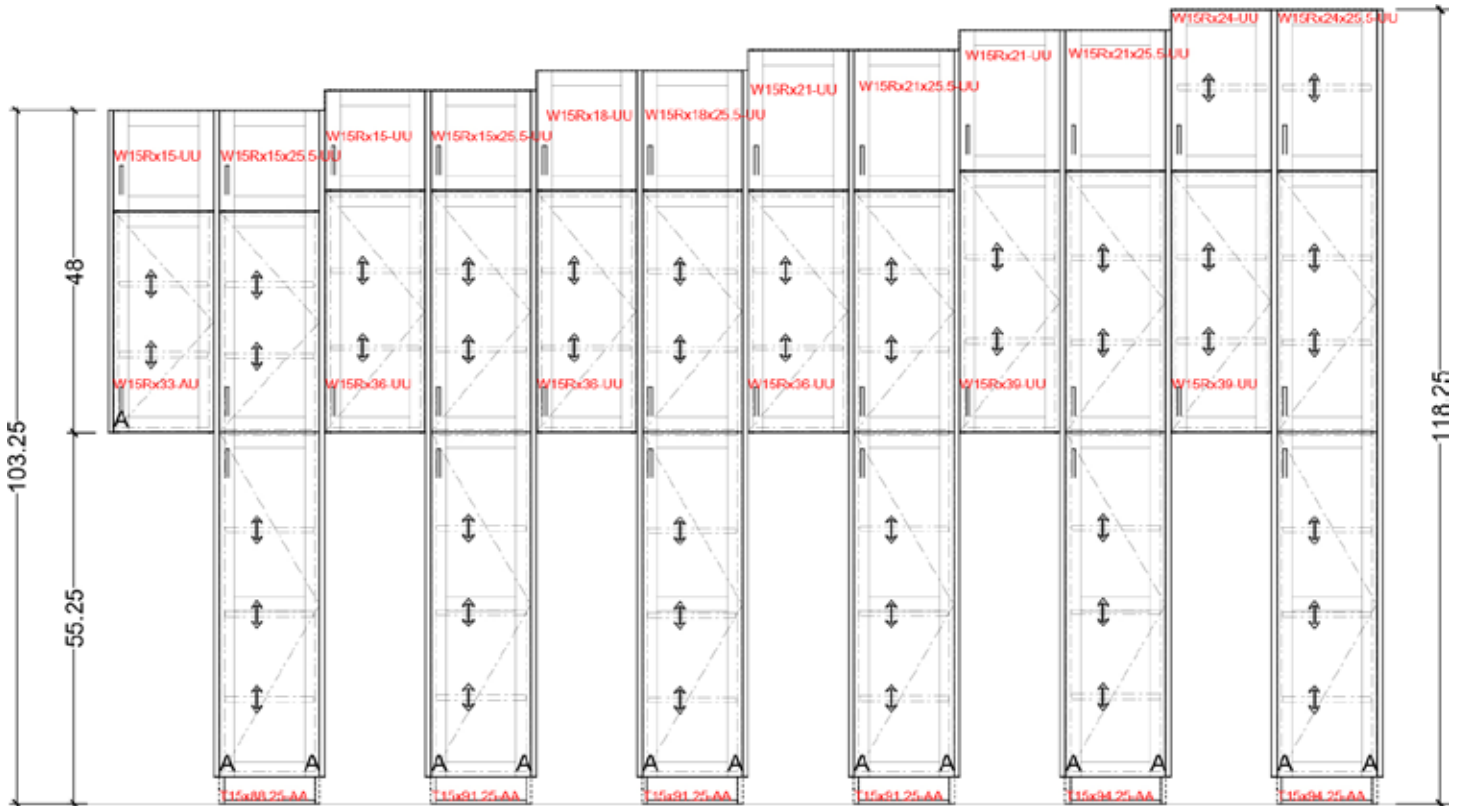 W15Rx24-UU
W15Rx24x25.5-UU
W15Rx21-UU
W15Rx21x25.5-UU
W15Rx21-UU
W15Rx21x25.5-UU
W15Rx18-UU
W15Rx18x25.5-UU
W15Rx15-UU
W15Rx15x25.5-UU
W15Rx15-UU
W15Rx15x25.5-UU
48
W15Rx33-AU
W15Rx36-UU
W15Rx36-UU
W15Rx36-UU
W15Rx39-UU
W15Rx39-UU
A
103.25
118.25
55.25
A
A
A
A
A
A
A
A
A
A
A
A
T15x88.25-AA
T15x91.25-AA
T15x91.25-AA
T15x91.25-AA
T15x94.25-AA
T15x94.25-AA